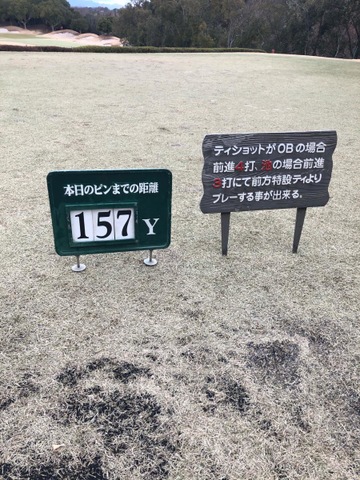 本日のピンまでの距離
157 Y
ティショットがOBの場合
前進4打、池の場合前進
3打にて前方特設ティより
プレーする事が出来る。